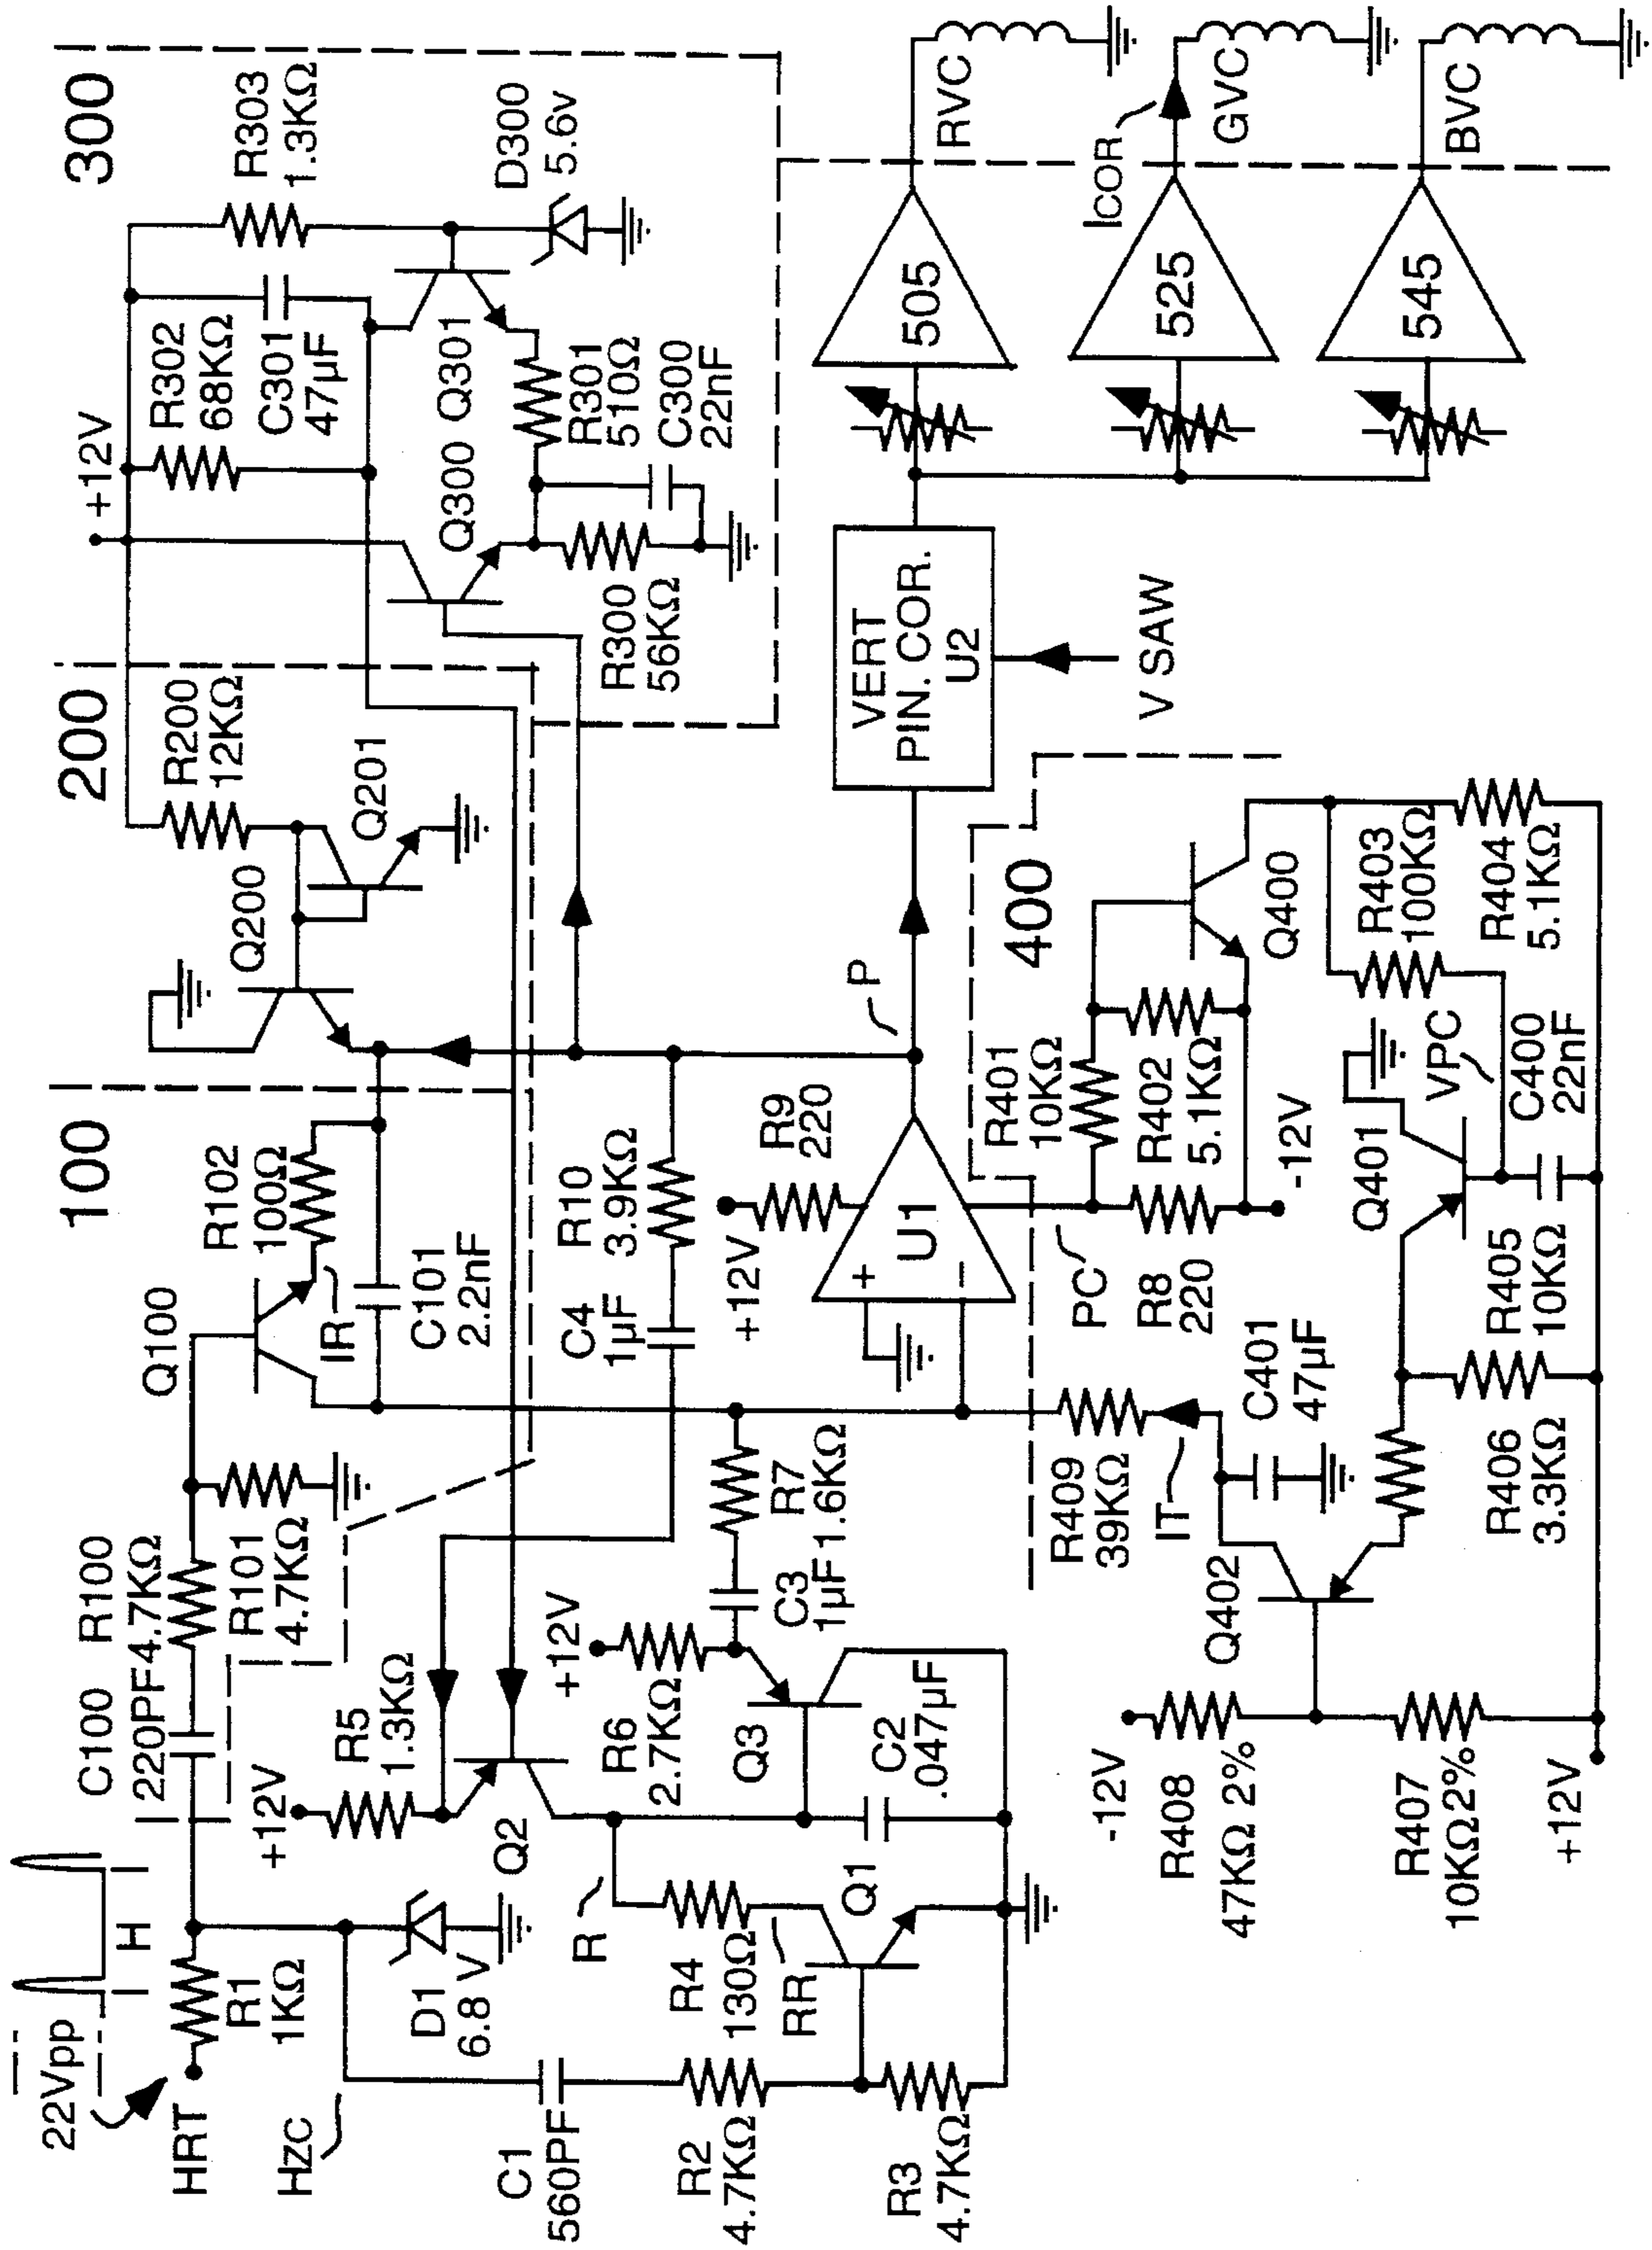 22Vpp
H
HRT
R1
1KΩ
HZC
D1
6.8 V
C1
560PF
R2
4.7KΩ
R3
4.7KΩ
R
R4
130Ω
RR
Q1
C2
.047µF
Q2
Q3
+12V
R5
1.3KΩ
+12V
R6
2.7KΩ
C3
1µF
R7
1.6KΩ
100
C100
220PF
R100
4.7KΩ
R101
4.7KΩ
Q100
R102
100Ω
IR
C101
2.2nF
C4
1µF
R10
3.9KΩ
200
Q200
R200
12KΩ
Q201
300
+12V
R302
68KΩ
C301
47µF
R303
1.3KΩ
D300
5.6v
Q300
Q301
R301
510Ω
C300
22nF
R300
56KΩ
+12V
R9
220
+
−
U1
P
PC
R8
220
-12V
VERT
PIN. COR.
U2
V SAW
505
525
545
RVC
ICOR
GVC
BVC
400
R401
10KΩ
R402
5.1KΩ
Q400
R403
100KΩ
R404
5.1KΩ
VPC
C400
22nF
Q401
R405
10KΩ
R406
3.3KΩ
C401
47µF
R409
39KΩ
IT
Q402
-12V
R408
47KΩ 2%
R407
10KΩ2%
+12V